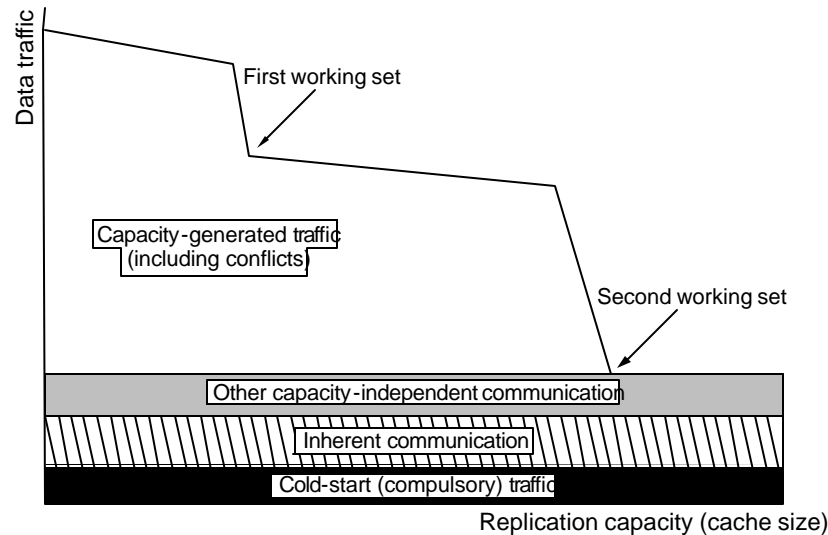 Data traffic
First working set
Capacity-generated traffic
(including conflicts)
Second working set
Other capacity-independent communication
Inherent communication
Cold-start (compulsory) traffic
Replication capacity (cache size)